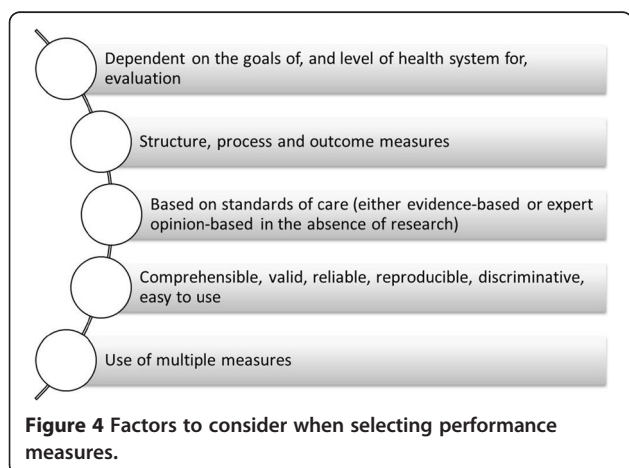 Dependent on the goals of, and level of health system for,
evaluation
Structure, process and outcome measures
Based on standards of care (either evidence-based or expert
opinion-based in the absence of research)
Comprehensible, valid, reliable, reproducible, discriminative,
easy to use
Use of multiple measures
Figure 4 Factors to consider when selecting performance
measures.